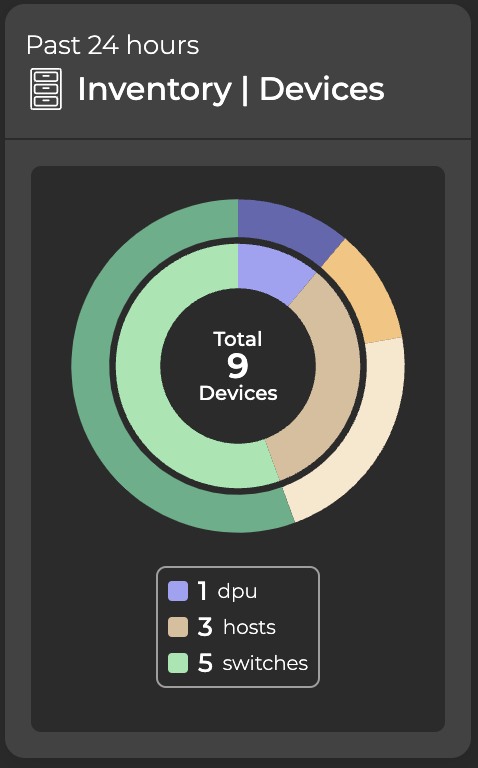 Past 24 hours
Inventory | Devices
Total
9
Devices
1 dpu
3 hosts
5 switches